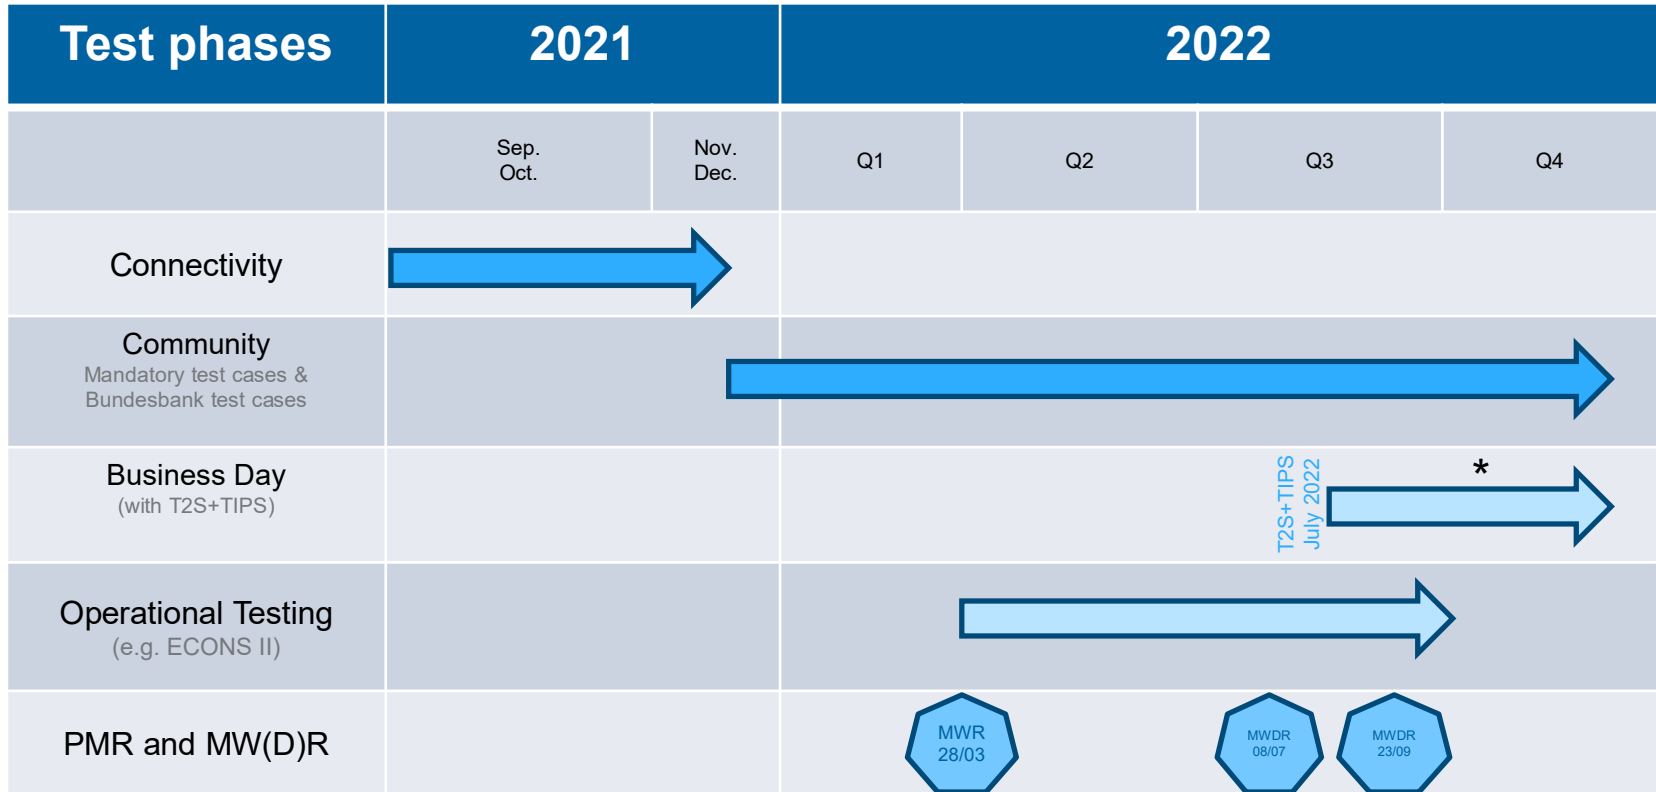 Test phases
2021
2022
Sep.
Oct.
Nov.
Dec.
Q1
Q2
Q3
Q4
Connectivity
Community
Mandatory test cases &
Bundesbank test cases
Business Day
(with T2S+TIPS)
T2S+TIPS
July 2022
*
Operational Testing
(e.g. ECONS II)
PMR and MW(D)R
MWR
28/03
MWDR
08/07
MWDR
23/09